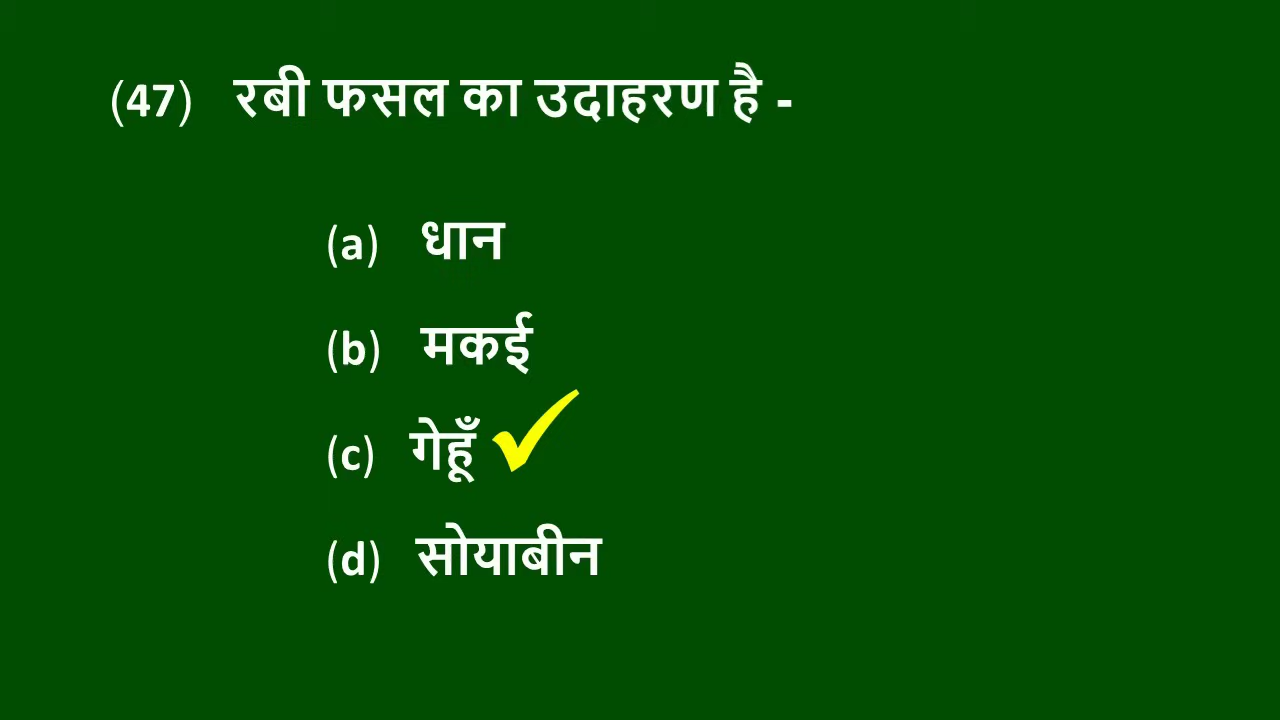 (47) रबी फसल का उदाहरण है -
(a) धान
(b) मकई
(c) गेहूँ
(d) सोयाबीन